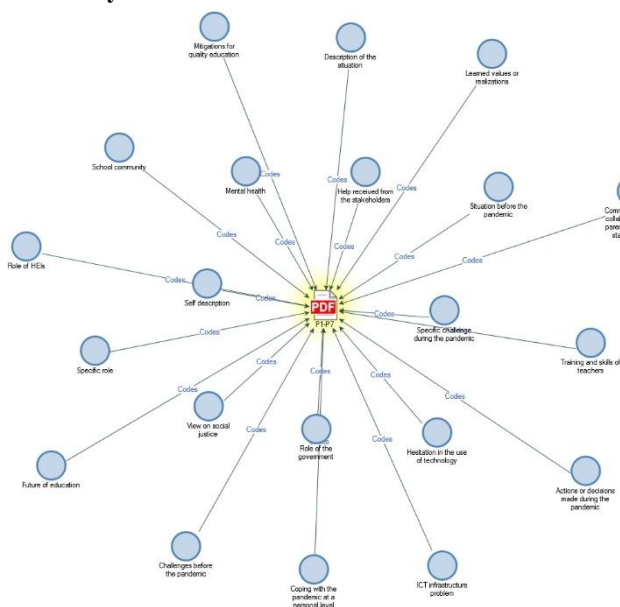 Mitigations for
quality education
Description of the
situation
Learned values or
realizations
School community
Mental health
Codes
Codes
Help received from
the stakeholders
Codes
Situation before the
pandemic
Codes
Codes
Codes
Codes
Role of HEIs
Codes
Self description
Codes
PDF
P1-P7
Specific challenge
during the pandemic
Codes
Training and skills of
teachers
Specific role
Codes
Codes
Codes
Codes
Codes
View on social
justice
Codes
Role of the
government
Hesitation in the use
of technology
Codes
Codes
Future of education
Actions or decisions
made during the
pandemic
Challenges before
the pandemic
Coping with the
pandemic at a
personal level
ICT infrastructure
problem